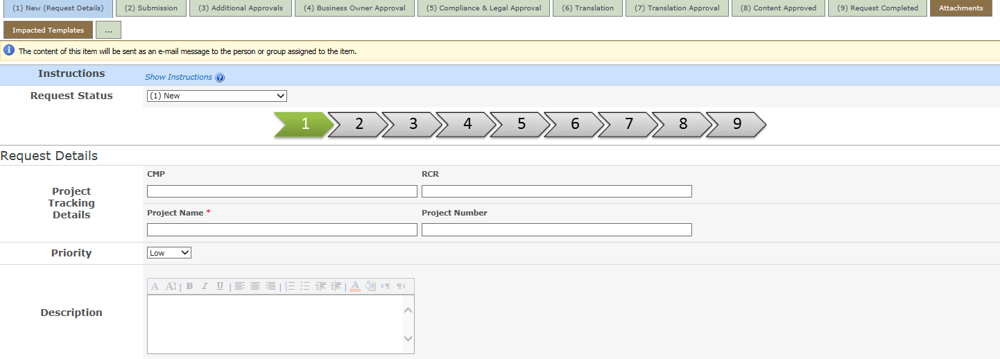 (1) New (Request Details) (2) Submission (3) Additional Approvals (4) Business Owner Approval (5) Compliance & Legal Approval (6) Translation (7) Translation Approval (8) Content Approved (9) Request Completed Attachments
Impacted Templates ...
The content of this item will be sent as an e-mail message to the person or group assigned to the item.
Instructions Show Instructions ?
Request Status (1) New
1 2 3 4 5 6 7 8 9
Request Details
CMP RCR
Project
Tracking
Details
Project Name * Project Number
Priority Low
A A B I U A
Description